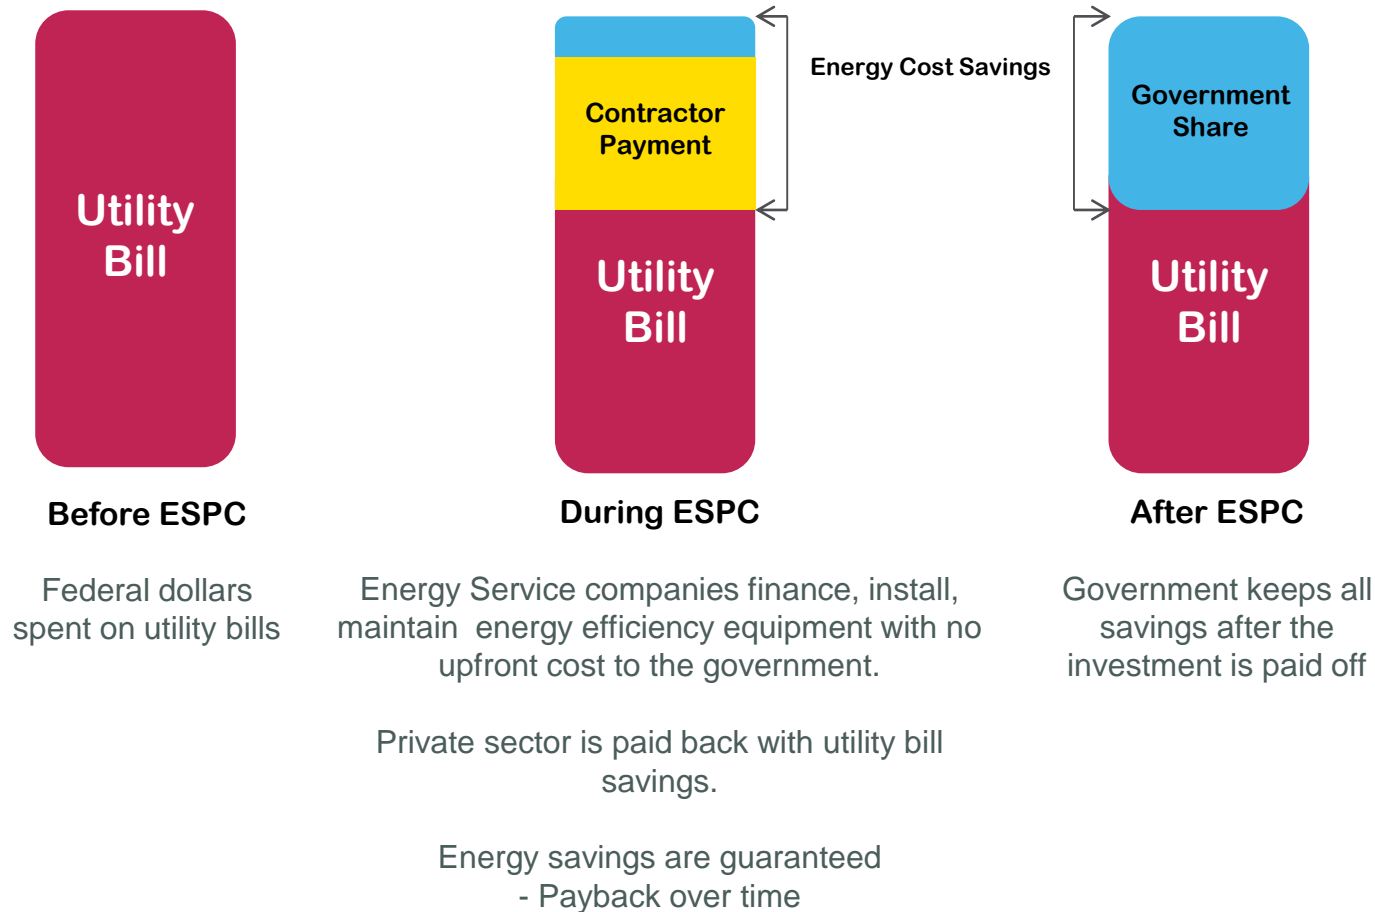 Utility
Bill
Before ESPC
Federal dollars
spent on utility bills
Contractor
Payment
Utility
Bill
During ESPC
Energy Service companies finance, install,
maintain  energy efficiency equipment with no
upfront cost to the government.
Private sector is paid back with utility bill
savings.
Energy savings are guaranteed
- Payback over time
Energy Cost Savings
Government
Share
Utility
Bill
After ESPC
Government keeps all
savings after the
investment is paid off